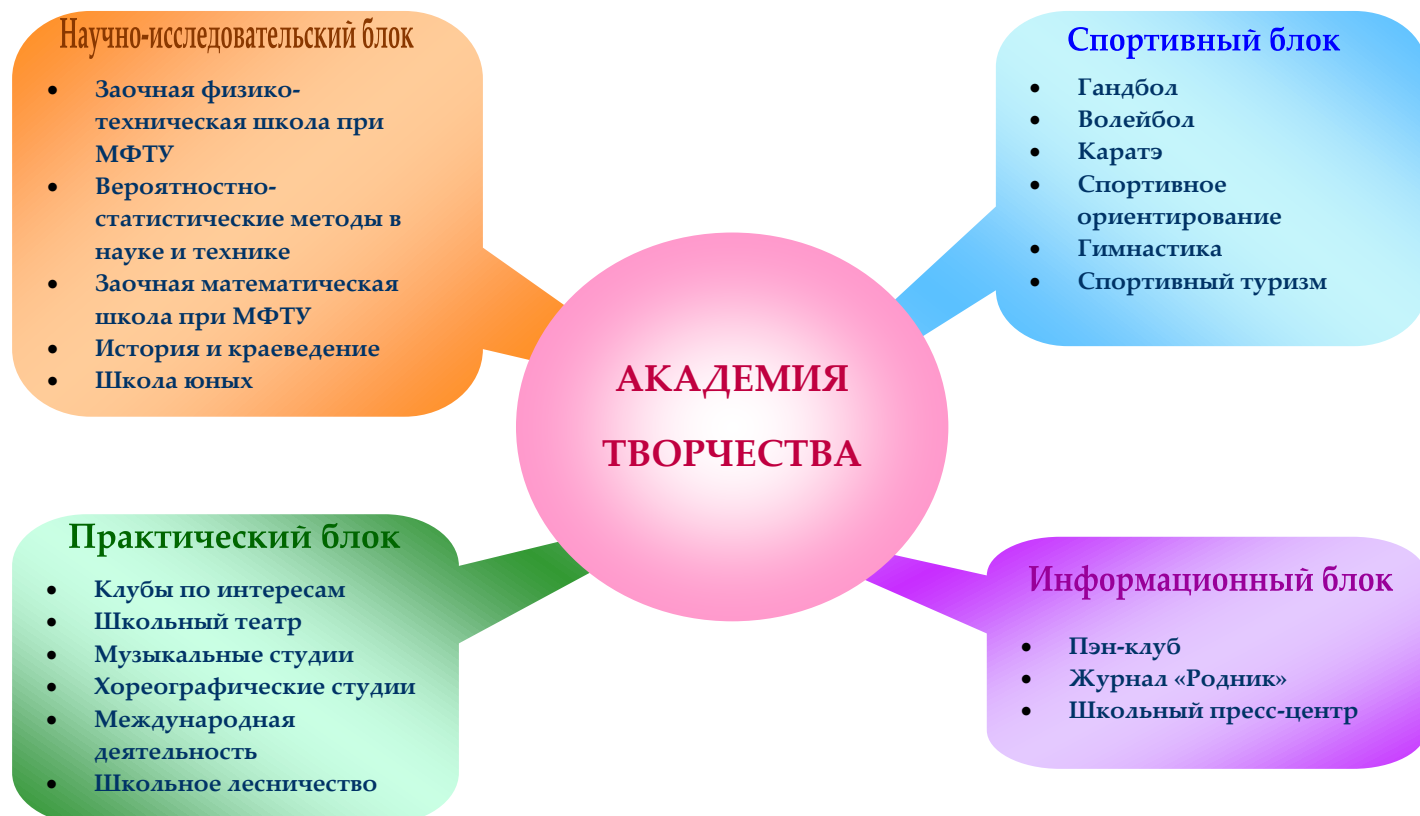 Научно-исследовательский блок
• Заочная физико-
техническая школа при
МФТУ
• Вероятностно-
статистические методы в
науке и технике
• Заочная математическая
школа при МФТУ
• История и краеведение
• Школа юных
Спортивный блок
• Гандбол
• Волейбол
• Каратэ
• Спортивное
ориентирование
• Гимнастика
• Спортивный туризм
АКАДЕМИЯ
ТВОРЧЕСТВА
Практический блок
• Клубы по интересам
• Школьный театр
• Музыкальные студии
• Хореографические студии
• Международная
деятельность
• Школьное лесничество
Информационный блок
• Пэн-клуб
• Журнал «Родник»
• Школьный пресс-центр